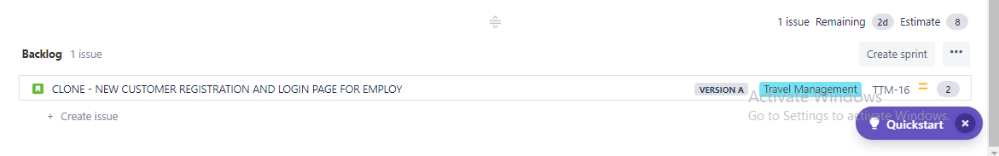 1 issue Remaining 2d Estimate 8
Backlog 1 issue Create sprint •••
CLONE - NEW CUSTOMER REGISTRATION AND LOGIN PAGE FOR EMPLOY VERSION A Travel Management TTM-16 2
Activate Windows
+ Create issue
Go to Settings to activate Windows.
Quickstart